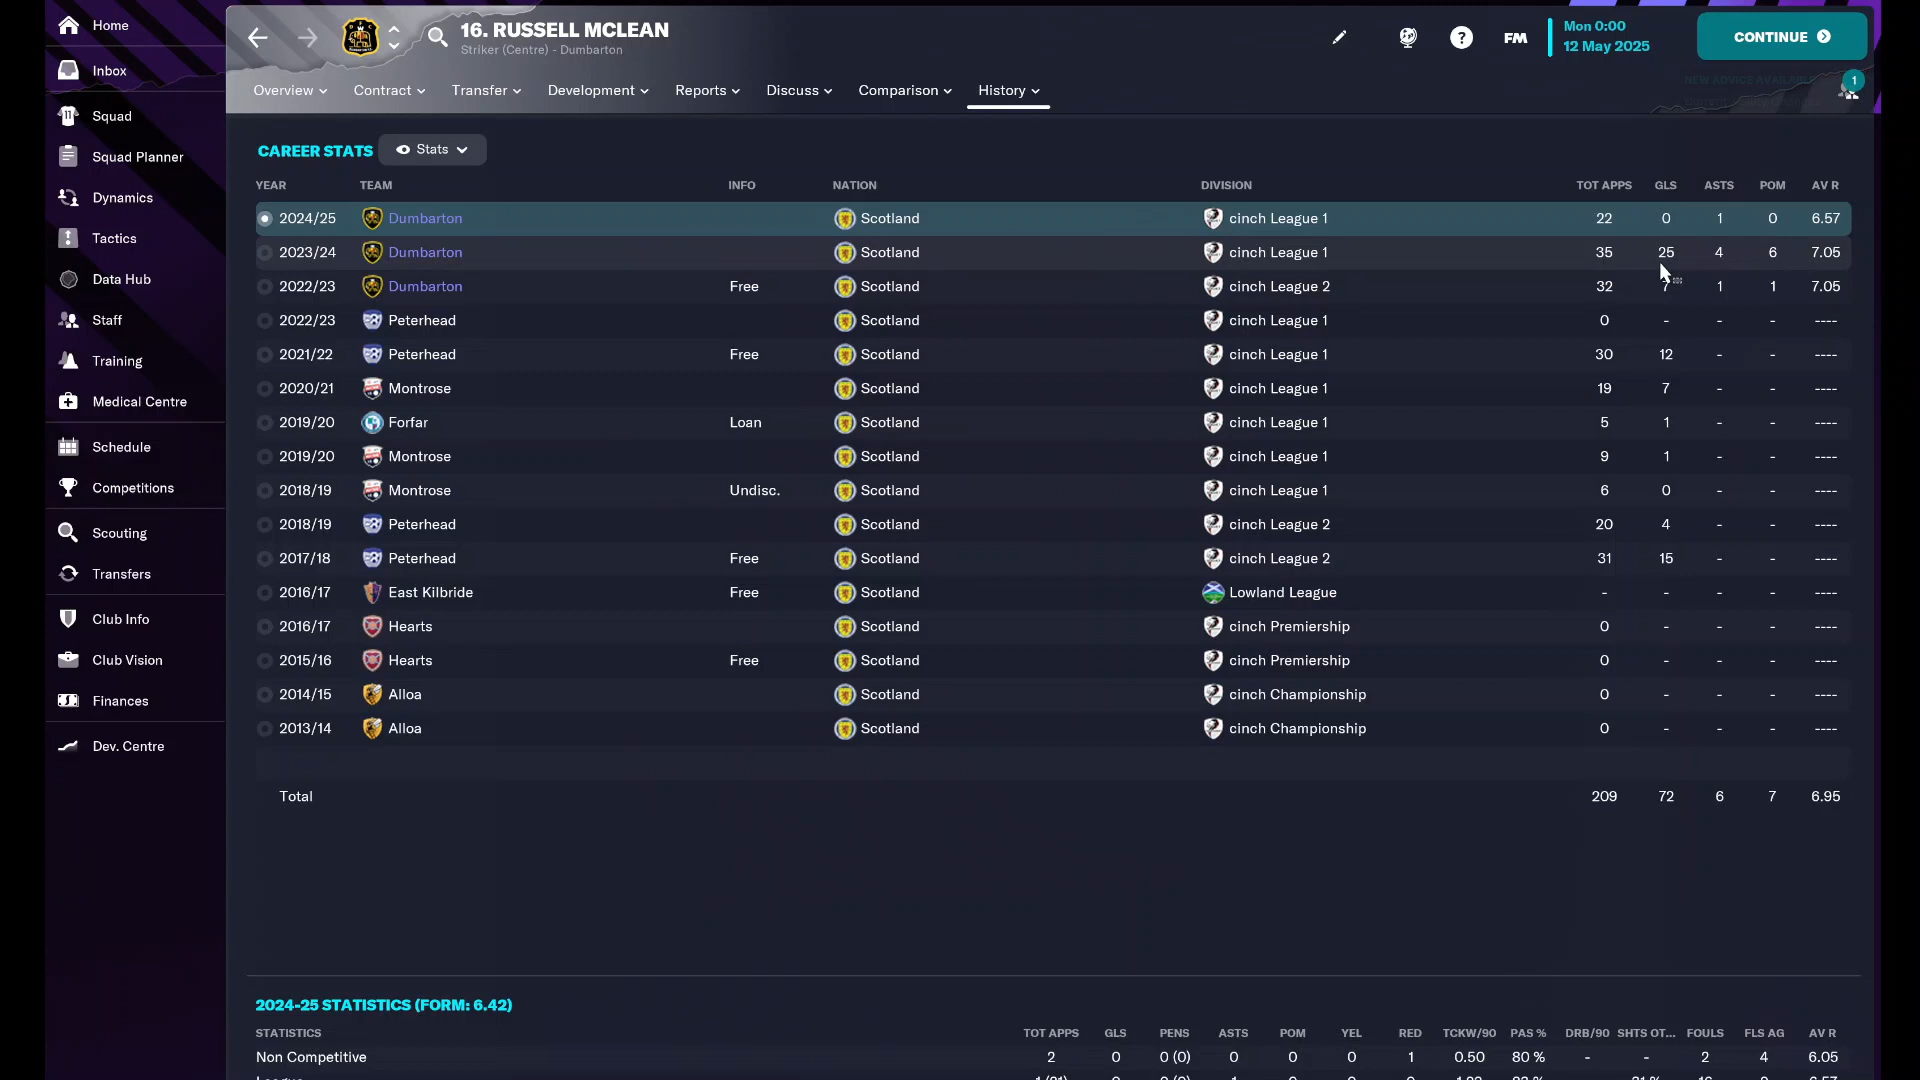 Home
Inbox
Squad
Squad Planner
Dynamics
Tactics
Data Hub
Staff
Training
Medical Centre
Schedule
Competitions
Scouting
Transfers
Club Info
Club Vision
Finances
Dev. Centre
16. RUSSELL MCLEAN
Striker (Centre) - Dumbarton
? FM Mon 0:00
12 May 2025
CONTINUE
1
Overview Contract Transfer Development Reports Discuss Comparison History
CAREER STATS Stats
YEAR TEAM INFO NATION DIVISION TOT APPS GLS ASTS POM AV R
2024/25 Dumbarton Scotland cinch League 1 22 0 1 0 6.57
2023/24 Dumbarton Scotland cinch League 1 35 25 4 6 7.05
2022/23 Dumbarton Free Scotland cinch League 2 32 7 1 1 7.05
2022/23 Peterhead Scotland cinch League 1 0 - - - ----
2021/22 Peterhead Free Scotland cinch League 1 30 12 - - ----
2020/21 Montrose Scotland cinch League 1 19 7 - - ----
2019/20 Forfar Loan Scotland cinch League 1 5 1 - - ----
2019/20 Montrose Scotland cinch League 1 9 1 - - ----
2018/19 Montrose Undisc. Scotland cinch League 1 6 0 - - ----
2018/19 Peterhead Scotland cinch League 2 20 4 - - ----
2017/18 Peterhead Free Scotland cinch League 2 31 15 - - ----
2016/17 East Kilbride Free Scotland Lowland League - - - - ----
2016/17 Hearts Scotland cinch Premiership 0 - - - ----
2015/16 Hearts Free Scotland cinch Premiership 0 - - - ----
2014/15 Alloa Scotland cinch Championship 0 - - - ----
2013/14 Alloa Scotland cinch Championship 0 - - - ----
Total 209 72 6 7 6.95
2024-25 STATISTICS (FORM: 6.42)
STATISTICS TOT APPS GLS PENS ASTS POM YEL RED TCKW/90 PAS % DRB/90 SHTS OT... FOULS FLS AG AV R
Non Competitive 2 0 0 (0) 0 0 0 1 0.50 80 % - - 2 4 6.05